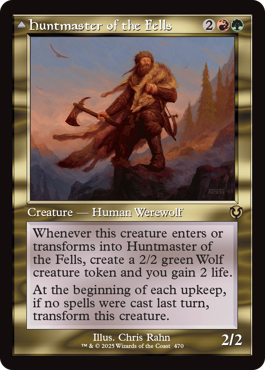 Huntmaster of the Fells
2
Creature — Human Werewolf
Whenever this creature enters or
transforms into Huntmaster of
the Fells, create a 2/2 green Wolf
creature token and you gain 2 life.
At the beginning of each upkeep,
if no spells were cast last turn,
transform this creature.
Illus. Chris Rahn
2/2
™ & © 2025 Wizards of the Coast 470